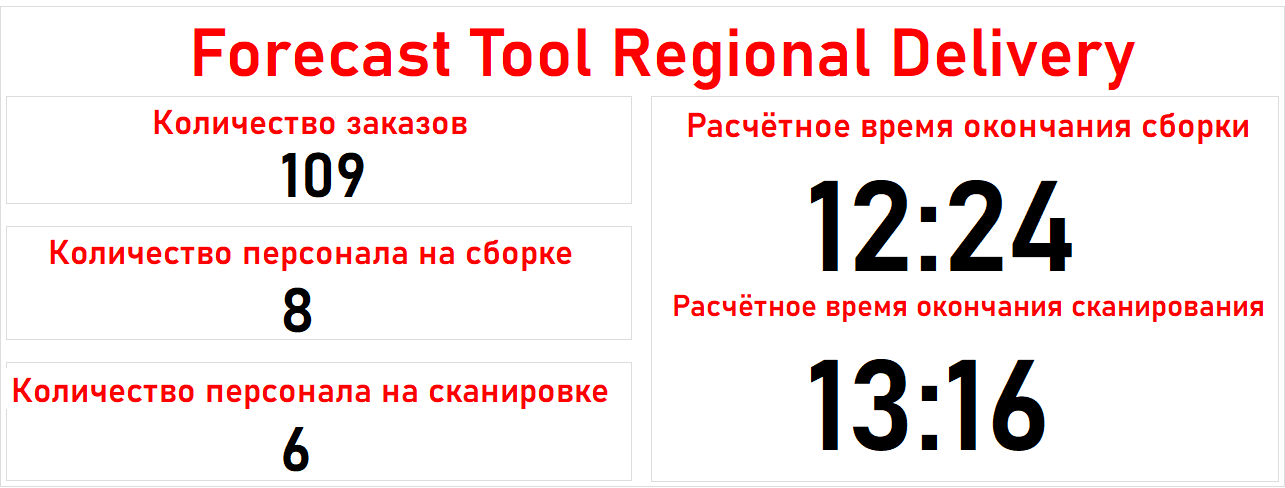 Forecast Tool Regional Delivery
Количество заказов
109
Количество персонала на сборке
8
Количество персонала на сканировке
6
Расчётное время окончания сборки
12:24
Расчётное время окончания сканирования
13:16